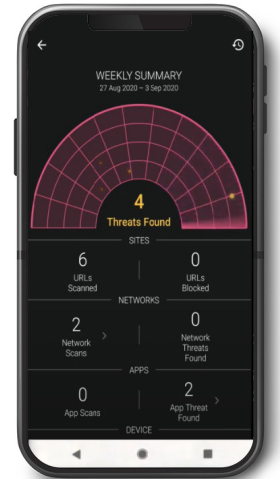 WEEKLY SUMMARY
27 Aug 2020 – 3 Sep 2020
4
Threats Found
SITES
6
URLs
Scanned
0
URLs
Blocked
NETWORKS
2
Network
Scans
0
Network
Threats
Found
APPS
0
App Scans
2
App Threat
Found
DEVICE